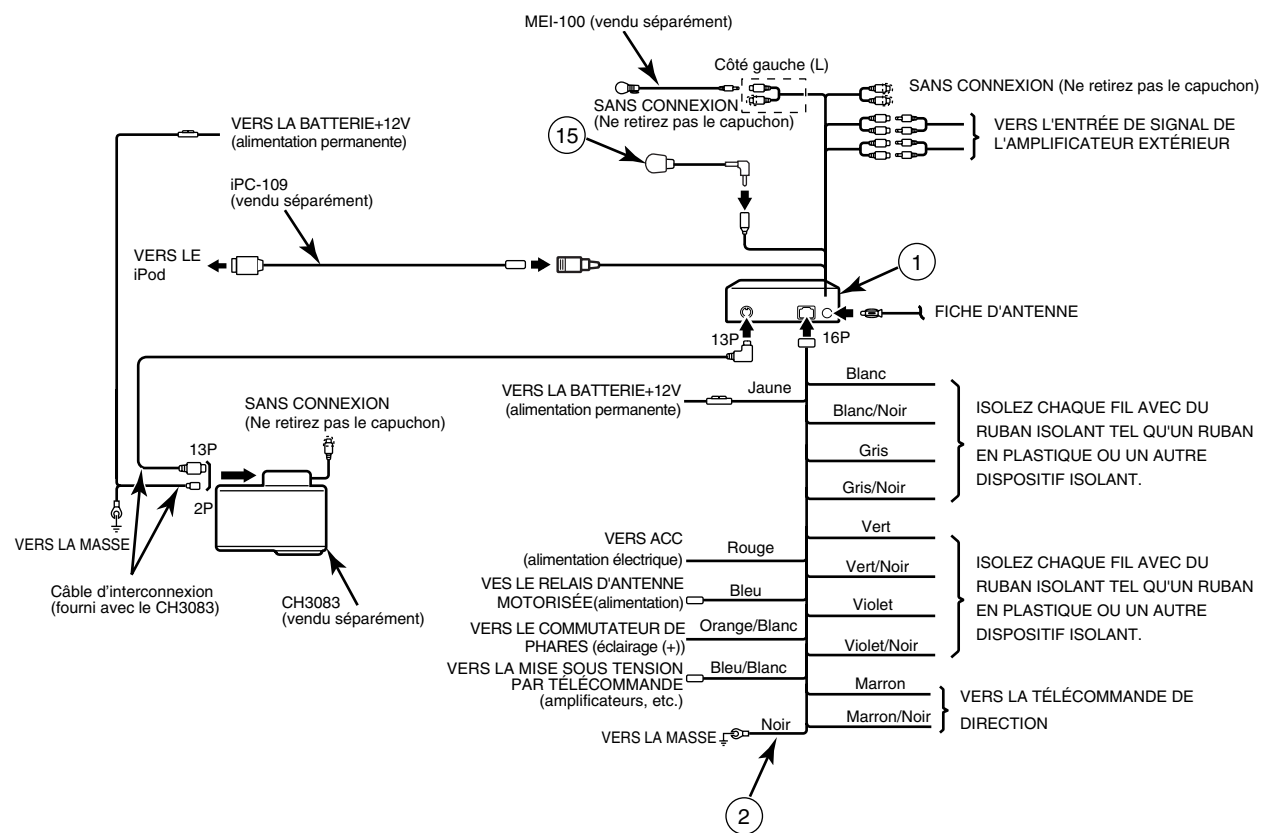 MEI-100 (vendu séparément)
Côté gauche (L)
SANS CONNEXION (Ne retirez pas le capuchon)
SANS CONNEXION
(Ne retirez pas le capuchon)
VERS L'ENTRÉE DE SIGNAL DE
L'AMPLIFICATEUR EXTÉRIEUR
VERS LA BATTERIE+12V
(alimentation permanente)
15
iPC-109
(vendu séparément)
VERS LE
iPod
1
FICHE D'ANTENNE
13P
16P
VERS LA BATTERIE+12V
(alimentation permanente)
Jaune
Blanc
Blanc/Noir
Gris
Gris/Noir
ISOLEZ CHAQUE FIL AVEC DU
RUBAN ISOLANT TEL QU'UN RUBAN
EN PLASTIQUE OU UN AUTRE
DISPOSITIF ISOLANT.
SANS CONNEXION
(Ne retirez pas le capuchon)
13P
2P
VERS LA MASSE
Câble d'interconnexion
(fourni avec le CH3083)
CH3083
(vendu séparément)
VERS ACC
(alimentation électrique)
Rouge
VES LE RELAIS D'ANTENNE
MOTORISÉE(alimentation)
Bleu
VERS LE COMMUTATEUR DE
PHARES (éclairage (+))
Orange/Blanc
VERS LA MISE SOUS TENSION
PAR TÉLÉCOMMANDE
(amplificateurs, etc.)
Bleu/Blanc
VERS LA MASSE
Noir
Vert
Vert/Noir
Violet
Violet/Noir
ISOLEZ CHAQUE FIL AVEC DU
RUBAN ISOLANT TEL QU'UN RUBAN
EN PLASTIQUE OU UN AUTRE
DISPOSITIF ISOLANT.
Marron
Marron/Noir
VERS LA TÉLÉCOMMANDE DE
DIRECTION
2